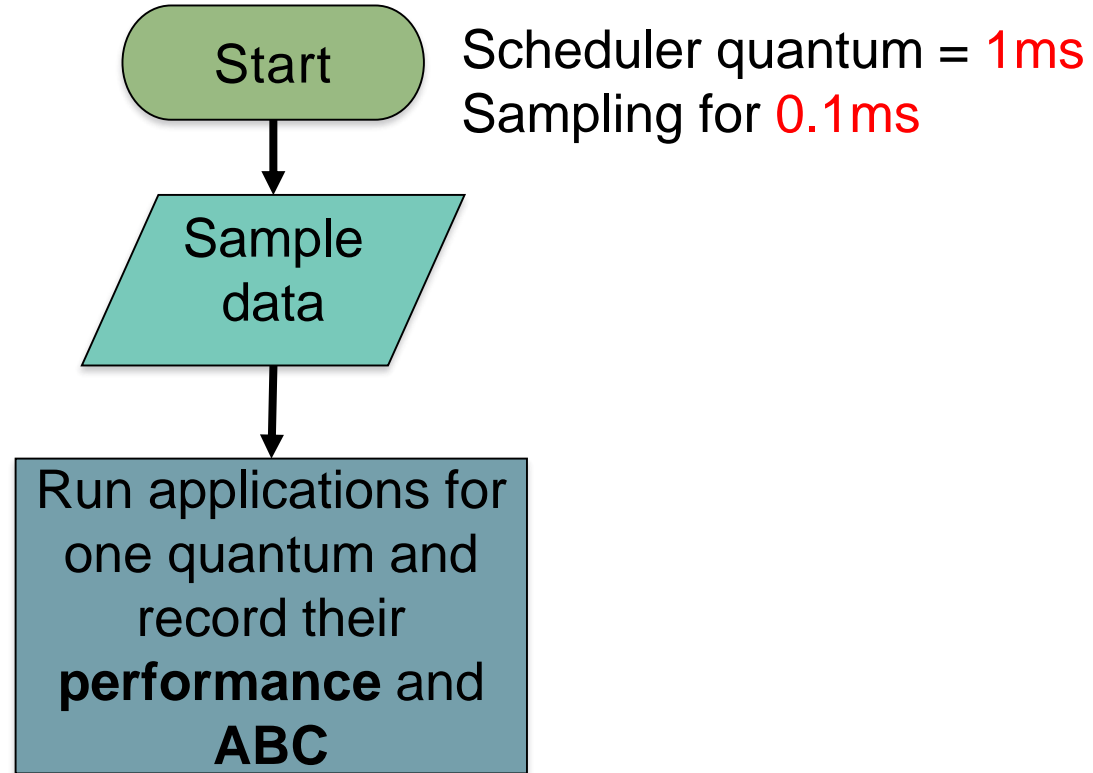 Start
Scheduler quantum = 1ms
Sampling for 0.1ms
Sample
data
Run applications for
one quantum and
record their
performance and
ABC